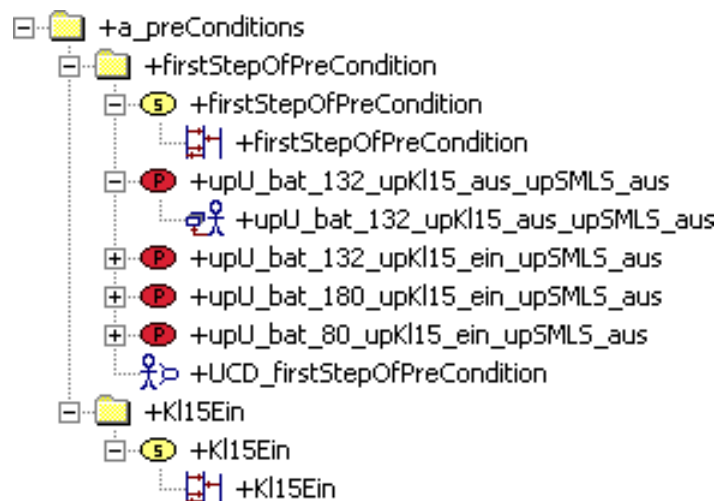 +a_preConditions
+firstStepOfPreCondition
S +firstStepOfPreCondition
+firstStepOfPreCondition
P +upU_bat_132_upKl15_aus_upSMLS_aus
+upU_bat_132_upKl15_aus_upSMLS_aus
P +upU_bat_132_upKl15_ein_upSMLS_aus
P +upU_bat_180_upKl15_ein_upSMLS_aus
P +upU_bat_80_upKl15_ein_upSMLS_aus
+UCD_firstStepOfPreCondition
+Kl15Ein
S +Kl15Ein
+Kl15Ein